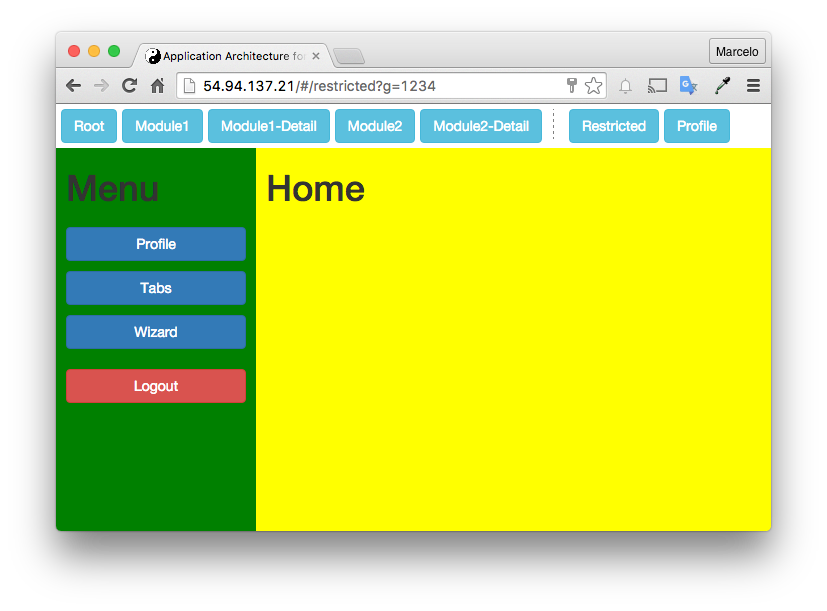 Application Architecture for
Marcelo
54.94.137.21/#/restricted?g=1234
Root Module1 Module1-Detail Module2 Module2-Detail Restricted Profile
Menu
Home
Profile
Tabs
Wizard
Logout